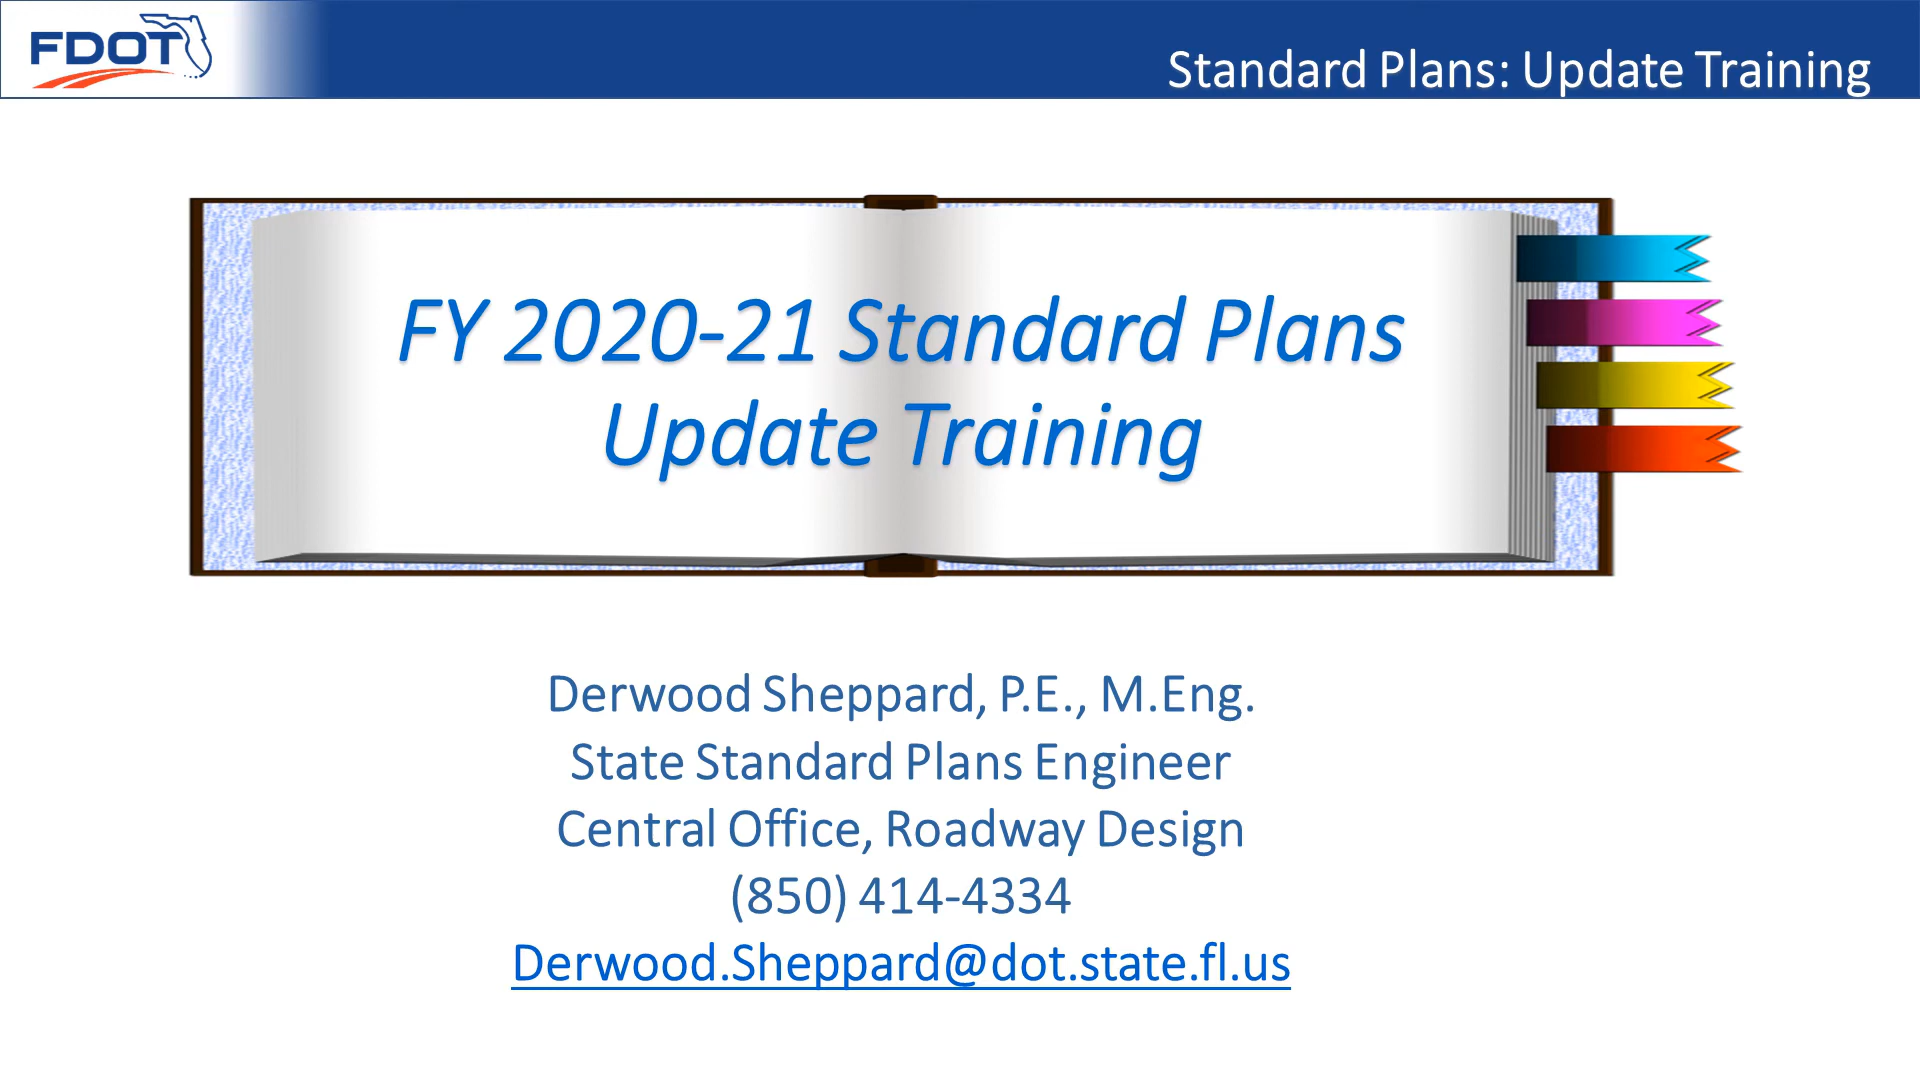 FDOT
Standard Plans: Update Training
FY 2020-21 Standard Plans
Update Training
Derwood Sheppard, P.E., M.Eng.
State Standard Plans Engineer
Central Office, Roadway Design
(850) 414-4334
Derwood.Sheppard@dot.state.fl.us